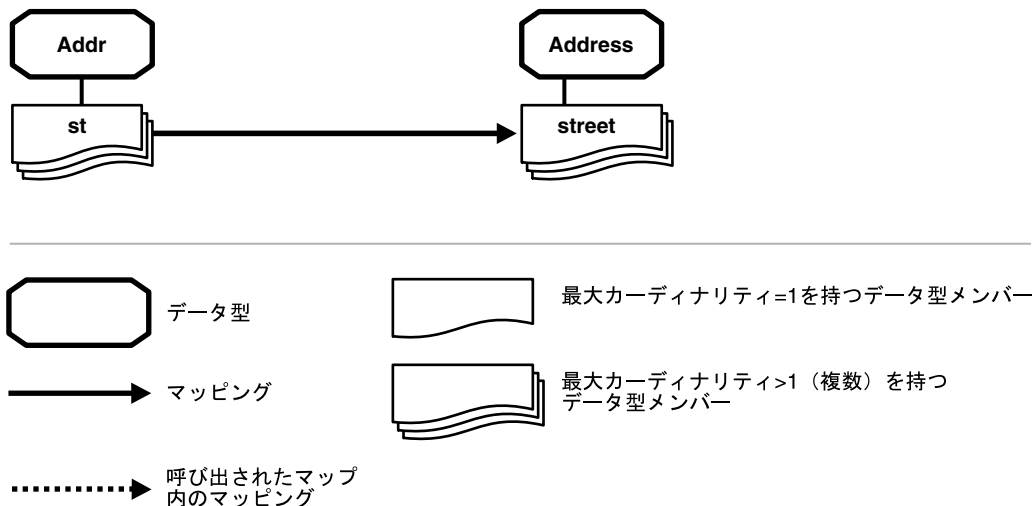 Addr
Address
st
street
データ型
最大カーディナリティ=1を持つデータ型メンバー
マッピング
最大カーディナリティ>1（複数）を持つ
データ型メンバー
呼び出されたマップ
内のマッピング